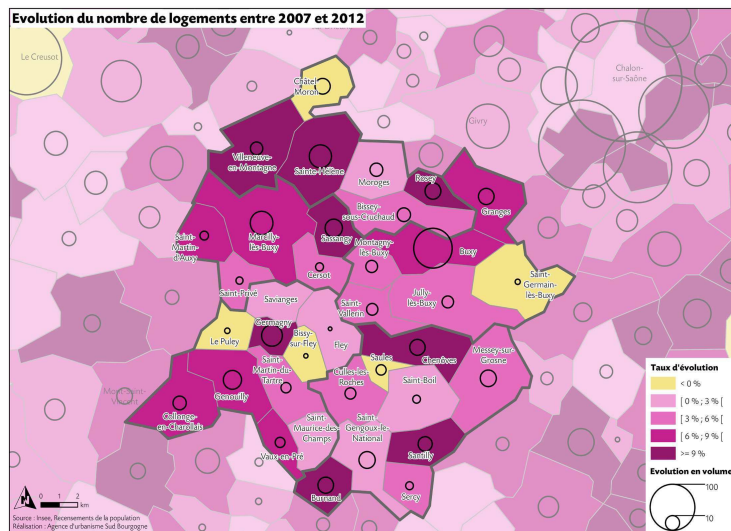 Evolution du nombre de logements entre 2007 et 2012
Le Creusot
Chalon-
sur-Saône
Châtel
Moron
Givry
Villeneuve-
en-Montagne
Sainte-Hélène
Moroges
Rosey
Bissey-
sous-Cruchaud
Granges
Saint-
Martin-
d'Auxy
Marcilly-
lès-Buxy
Sassangy
Montagny-
lès-Buxy
Buxy
Cersot
Saint-
Germain-
lès-Buxy
Saint-Privé
Savianges
Jully-
lès-Buxy
Saint-
Vallerin
Germagny
Le Puley
Bissy-
sur-Fley
Fley
Chenôves
Messey-sur-
Grosne
Saint-
Martin-du-
Tartre
Culles-les-
Roches
Saules
Saint-Boil
Mont-Saint-
Vincent
Genouilly
Collonge-
en-Charollais
Saint-
Maurice-des-
Champs
Saint-
Gengoux-le-
National
Vaux-en-Pré
Santilly
Burnand
Sercy
Taux d'évolution
< 0 %
[ 0 % ; 3 % [
[ 3 % ; 6 % [
[ 6 % ; 9 % [
>= 9 %
Evolution en volume
100
10
N
0 1 2
km
Source : Insee, Recensements de la population
Réalisation : Agence d'urbanisme Sud Bourgogne